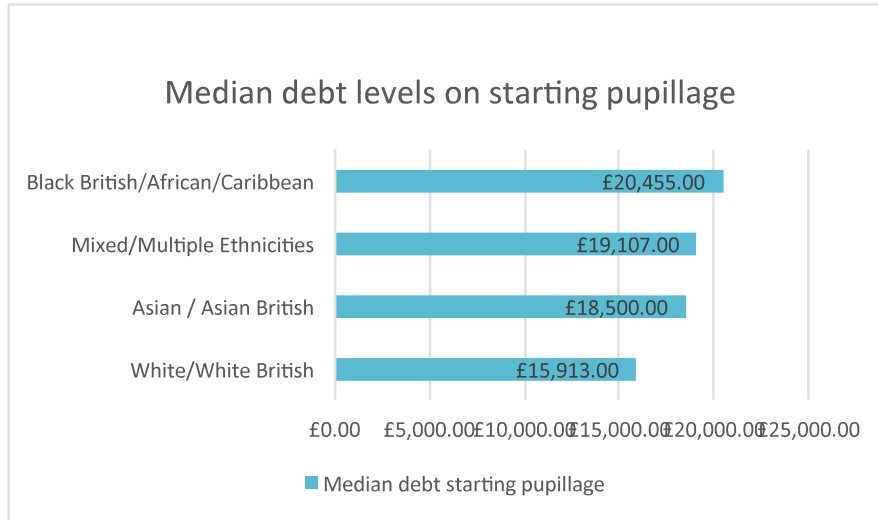 Median debt levels on starting pupillage
Black British/African/Caribbean £20,455.00
Mixed/Multiple Ethnicities £19,107.00
Asian / Asian British £18,500.00
White/White British £15,913.00
£0.00 £5,000.00 £10,000.00 £15,000.00 £20,000.00 £25,000.00
Median debt starting pupillage